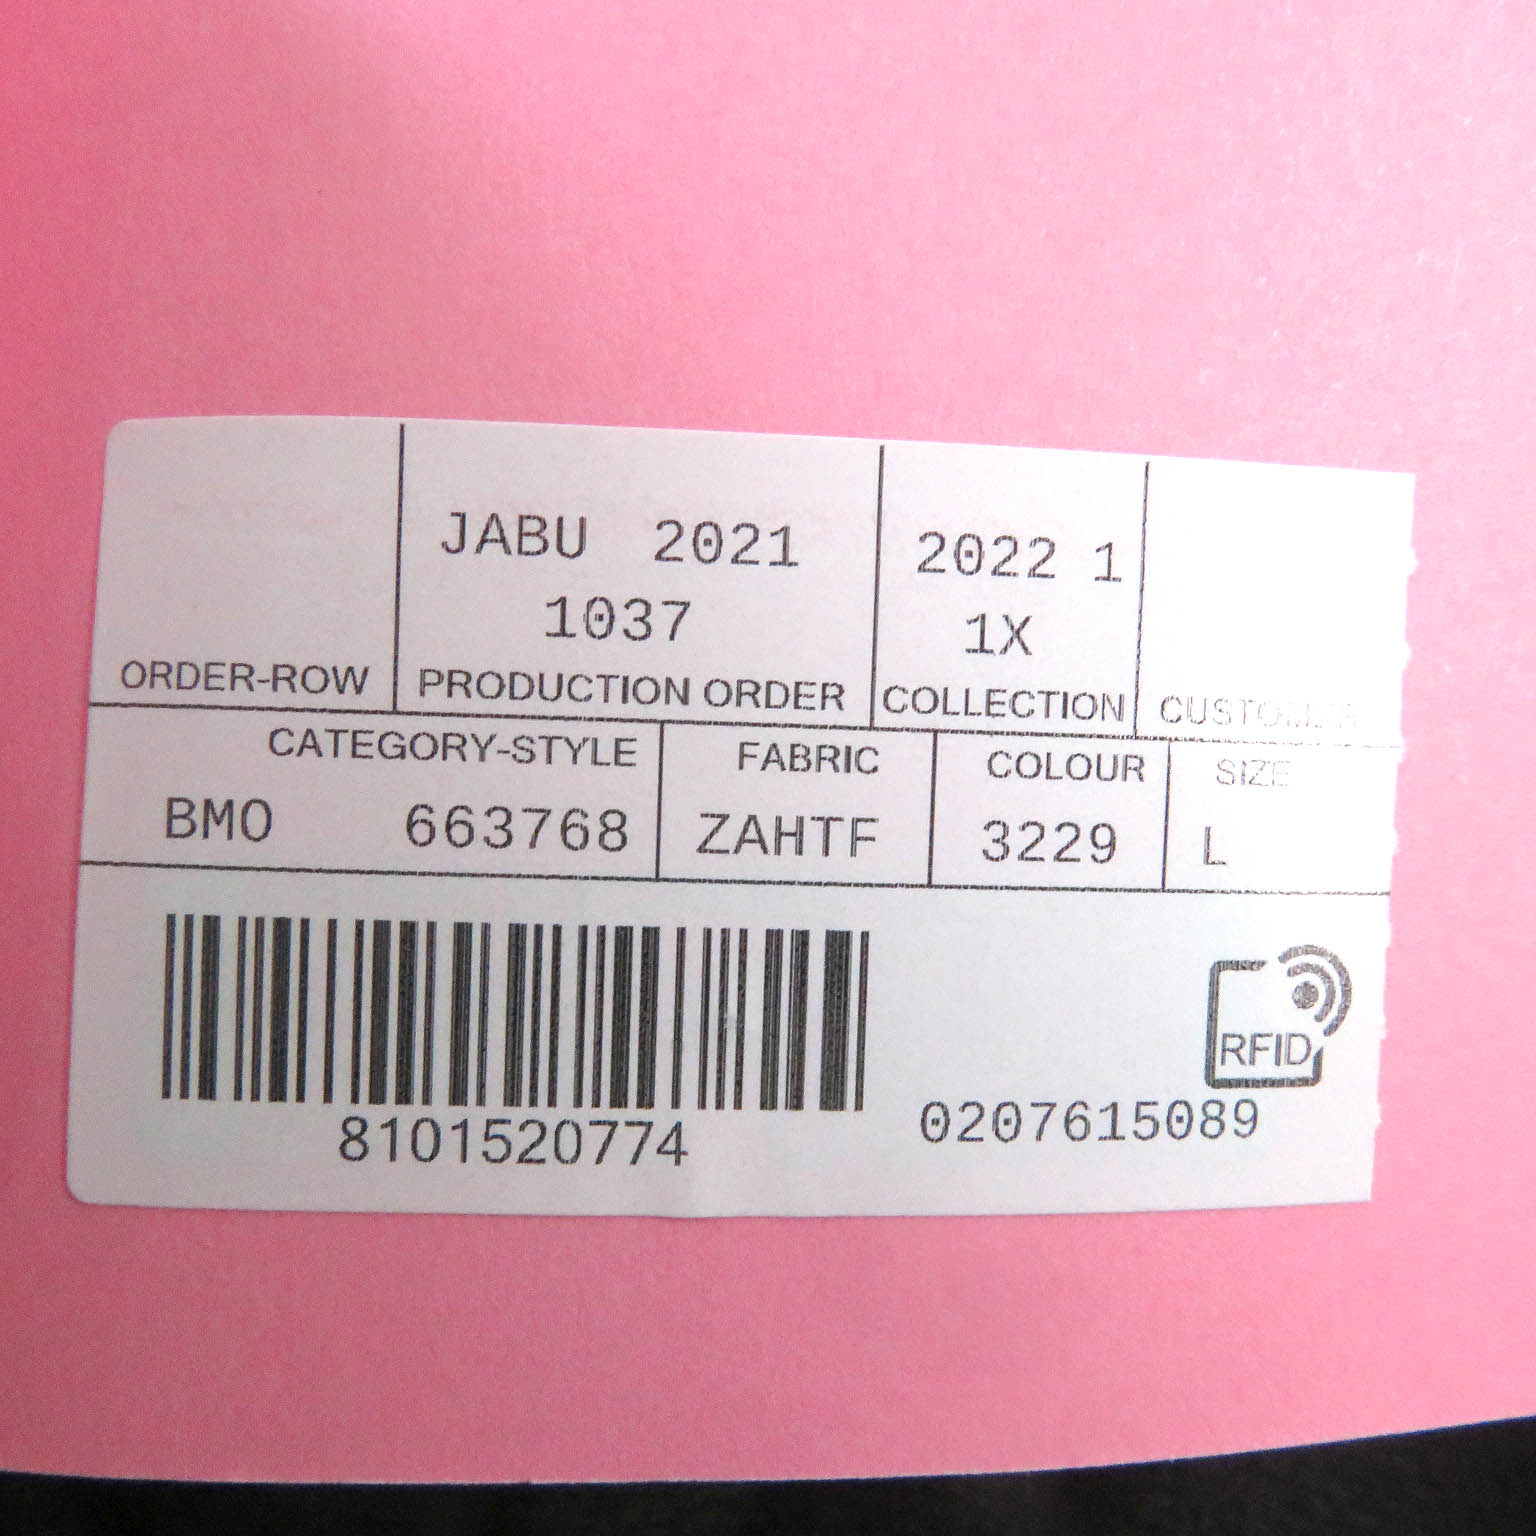 JABU 2021
1037
2022 1
1X
ORDER-ROW
PRODUCTION ORDER
COLLECTION
CUSTOMER
CATEGORY-STYLE
FABRIC
COLOUR
SIZE
BMO 663768
ZAHTF
3229
L
RFID
8101520774
0207615089